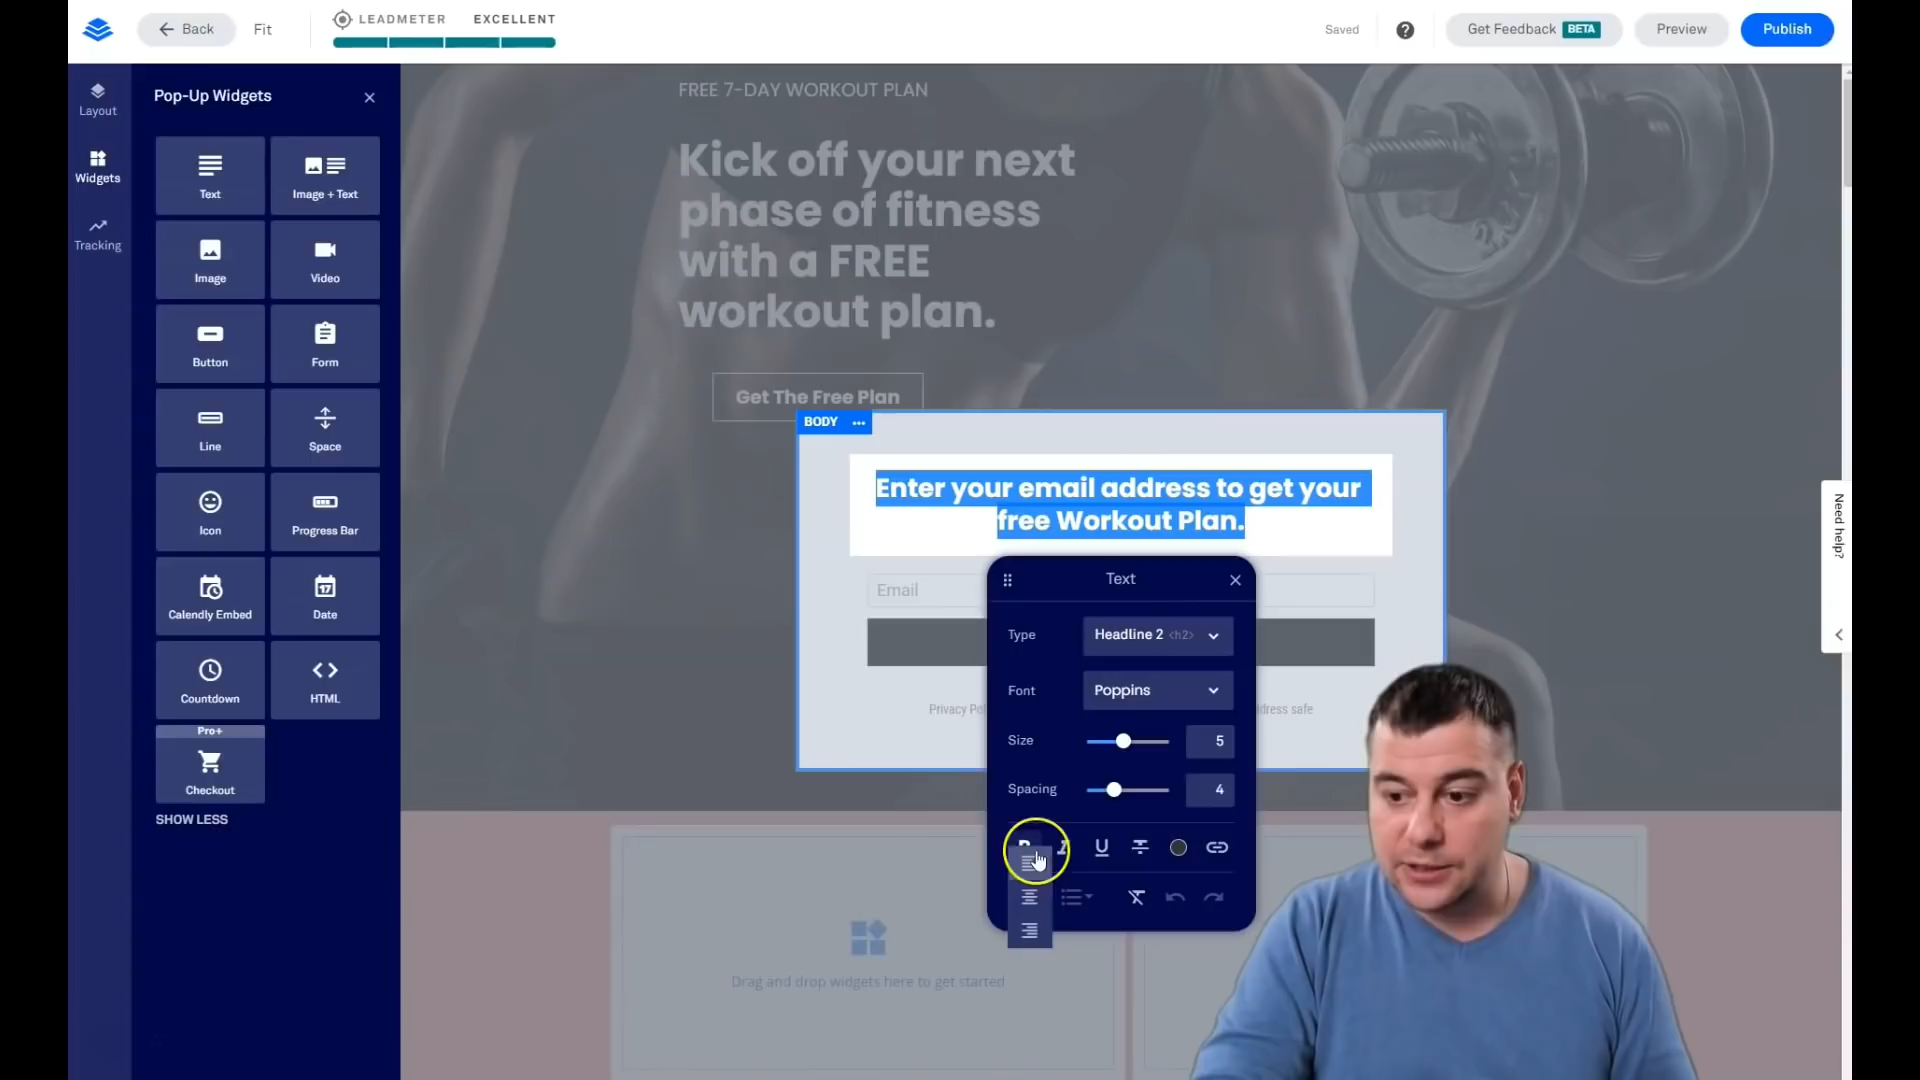 Back
Fit
LEADMETER
EXCELLENT
Saved
Get Feedback BETA
Preview
Publish
Layout
Widgets
Tracking
Pop-Up Widgets
Text
Image + Text
Image
Video
Button
Form
Line
Space
Icon
Progress Bar
Calendly Embed
17
Date
Countdown
HTML
Pro+
Checkout
SHOW LESS
FREE 7-DAY WORKOUT PLAN
Kick off your next
phase of fitness
with a FREE
workout plan.
Get The Free Plan
BODY
Enter your email address to get your
free Workout Plan.
Email
Privacy
safe
Text
Type
Headline 2 <h2>
Font
Poppins
Size
5
Spacing
4
Drag and drop widgets here to get started
Need help?